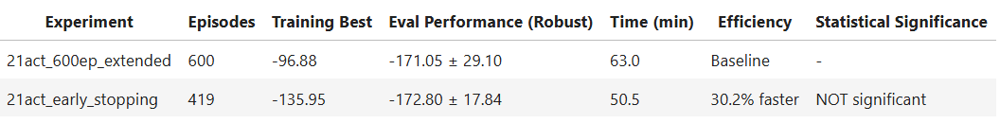 Experiment Episodes Training Best Eval Performance (Robust) Time (min) Efficiency Statistical Significance
21act_600ep_extended 600 -96.88 -171.05 ± 29.10 63.0 Baseline -
21act_early_stopping 419 -135.95 -172.80 ± 17.84 50.5 30.2% faster NOT significant